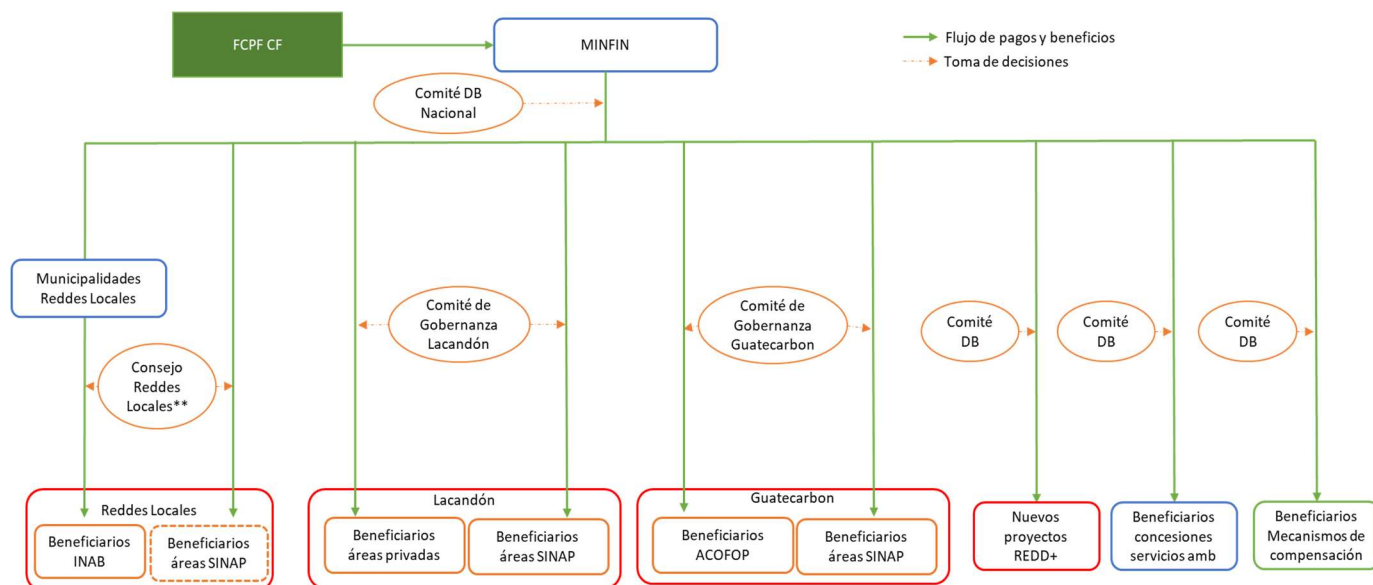 FCPF CF
MINFIN
Flujo de pagos y beneficios
Toma de decisiones
Comité DB
Nacional
Municipalidades
Reddes Locales
Comité de
Gobernanza
Lacandón
Comité de
Gobernanza
Guatecarbon
Comité
DB
Comité
DB
Comité
DB
Consejo
Reddes
Locales**
Reddes Locales
Beneficiarios
INAB
Beneficiarios
áreas SINAP
Lacandón
Beneficiarios
áreas privadas
Beneficiarios
áreas SINAP
Guatecarbon
Beneficiarios
ACOFOP
Beneficiarios
áreas SINAP
Nuevos
proyectos
REDD+
Beneficiarios
concesiones
servicios amb
Beneficiarios
Mecanismos de
compensación